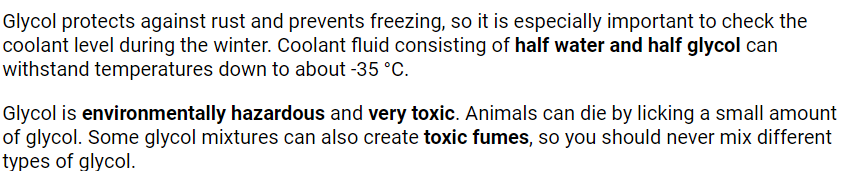 Glycol protects against rust and prevents freezing, so it is especially important to check the
coolant level during the winter. Coolant fluid consisting of half water and half glycol can
withstand temperatures down to about -35 °C.
Glycol is environmentally hazardous and very toxic. Animals can die by licking a small amount
of glycol. Some glycol mixtures can also create toxic fumes, so you should never mix different
types of glycol.